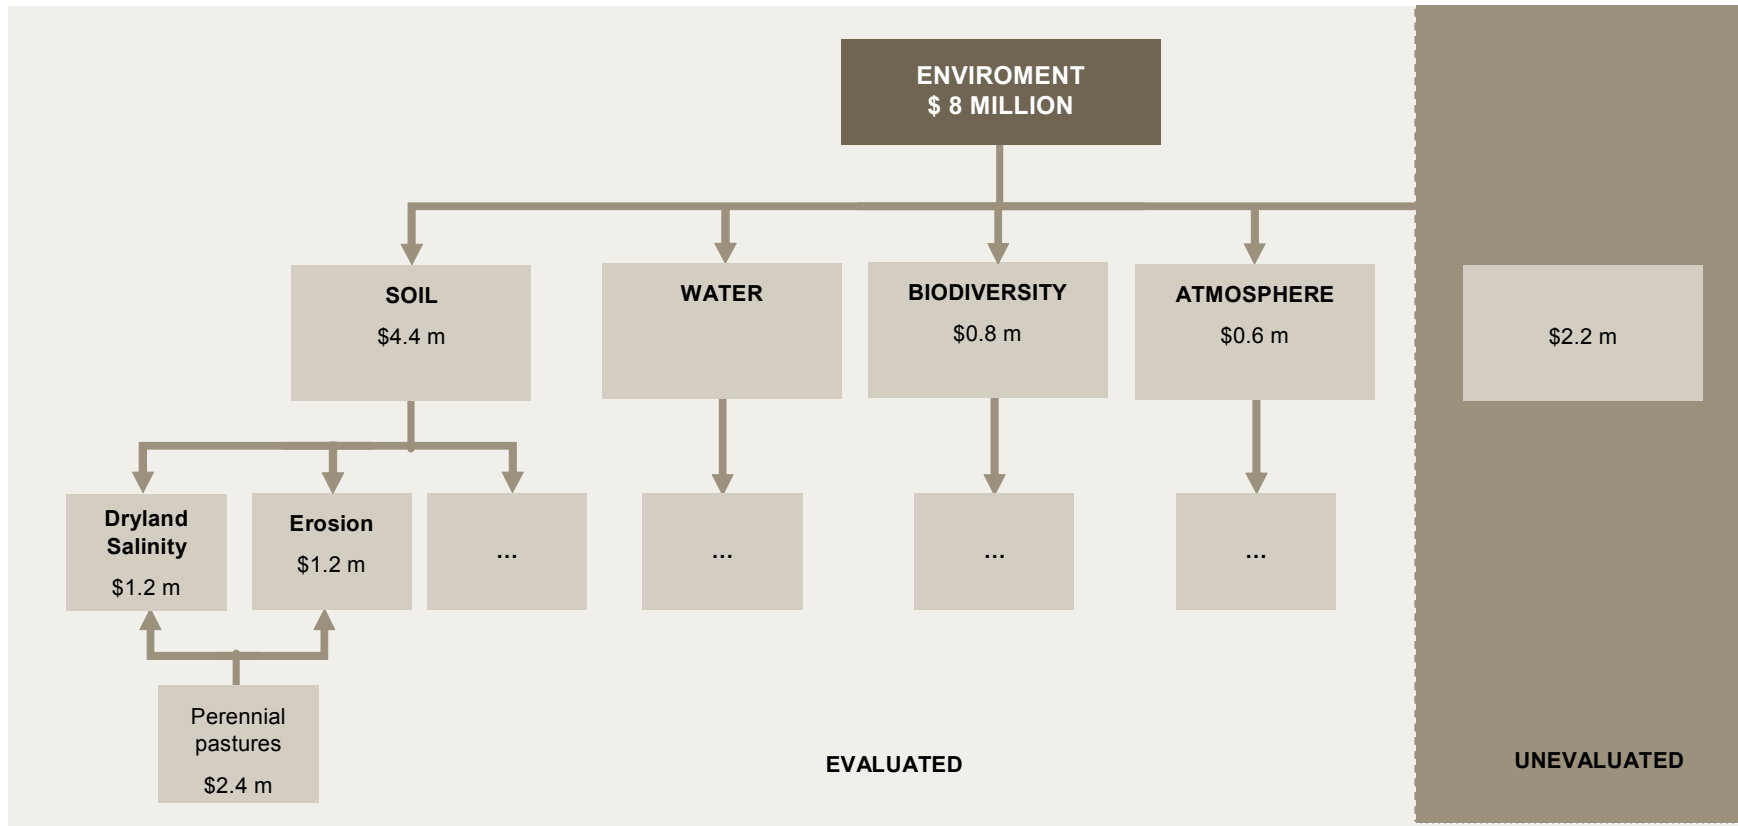 ENVIROMENT
$ 8 MILLION
SOIL
$4.4 m
WATER
BIODIVERSITY
$0.8 m
ATMOSPHERE
$0.6 m
$2.2 m
Dryland
Salinity
$1.2 m
Erosion
$1.2 m
...
...
...
...
Perennial
pastures
$2.4 m
EVALUATED
UNEVALUATED